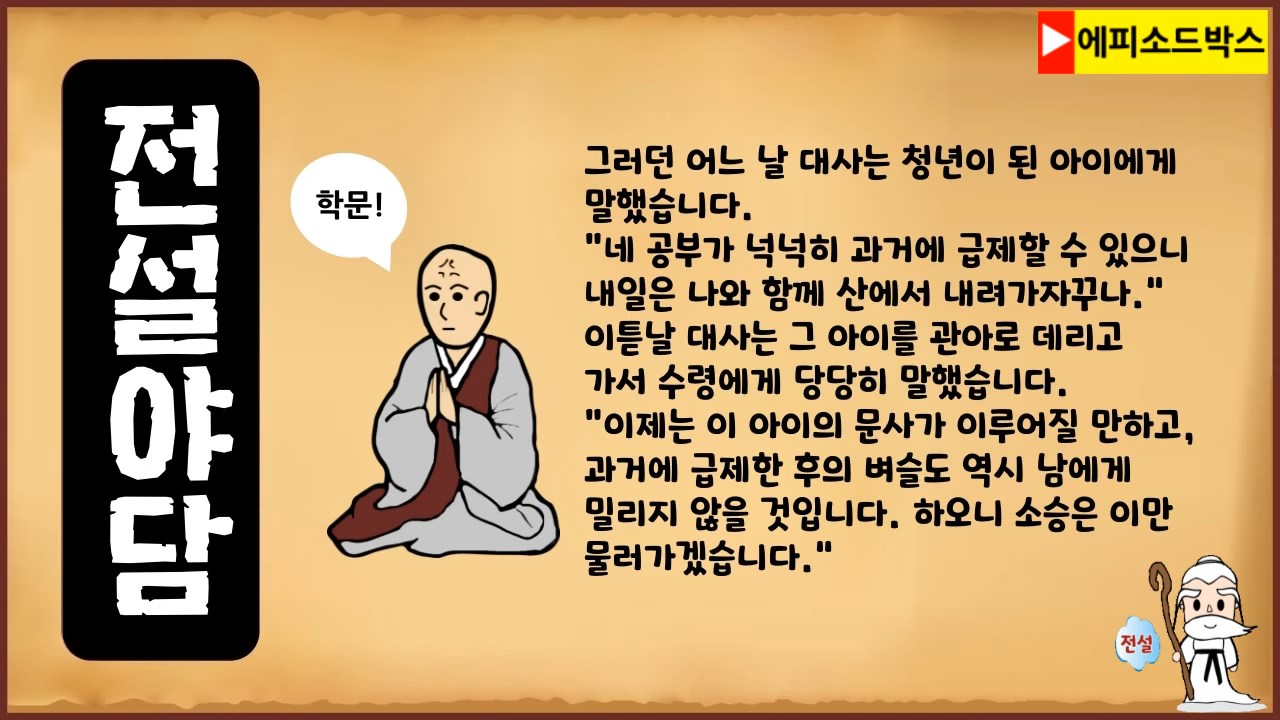 에피소드박스
전설야담
학문!
그러던 어느 날 대사는 청년이 된 아이에게
말했습니다.
"네 공부가 넉넉히 과거에 급제할 수 있으니
내일은 나와 함께 산에서 내려가자꾸나."
이튿날 대사는 그 아이를 관아로 데리고
가서 수령에게 당당히 말했습니다.
"이제는 이 아이의 문사가 이루어질 만하고,
과거에 급제한 후의 벼슬도 역시 남에게
밀리지 않을 것입니다. 하오니 소승은 이만
물러가겠습니다."
전설